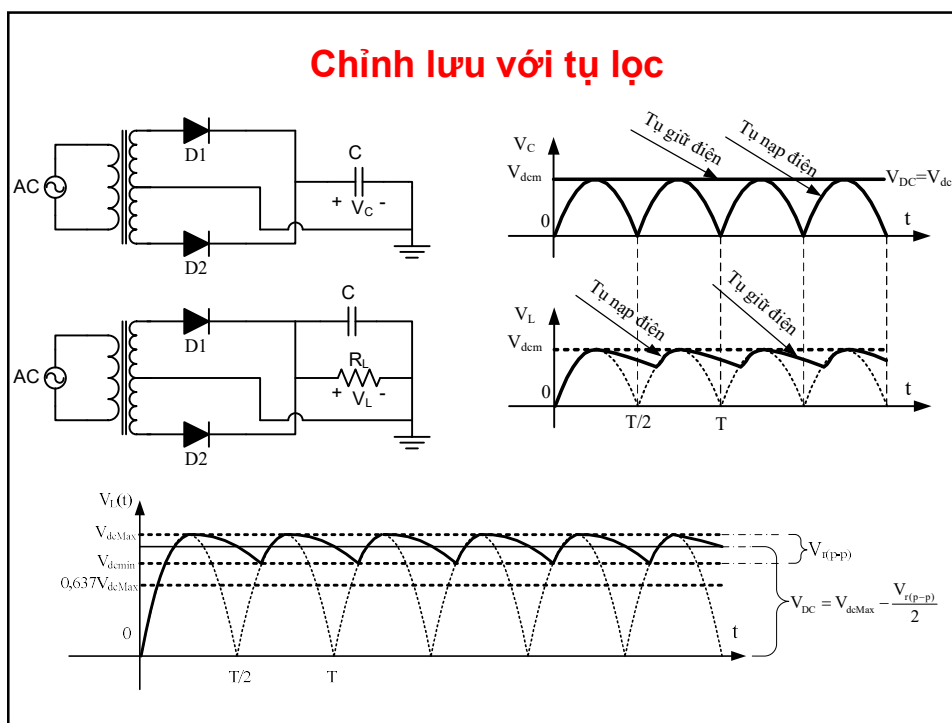 Chỉnh lưu với tụ lọc
AC
D1
D2
C
+ V_C -
AC
D1
D2
C
R_L
+ V_L -
V_C
V_dcm
0
Tụ giữ điện
Tụ nạp điện
V_DC=V_dc
t
V_L
V_dcm
0
Tụ nạp điện
Tụ giữ điện
T/2 T
t
V_L(t)
V_dcMax
V_dcmin
0,637V_dcMax
0
T/2 T
t
V_r(p-p)
V_DC = V_dcMax − V_r(p−p)/2